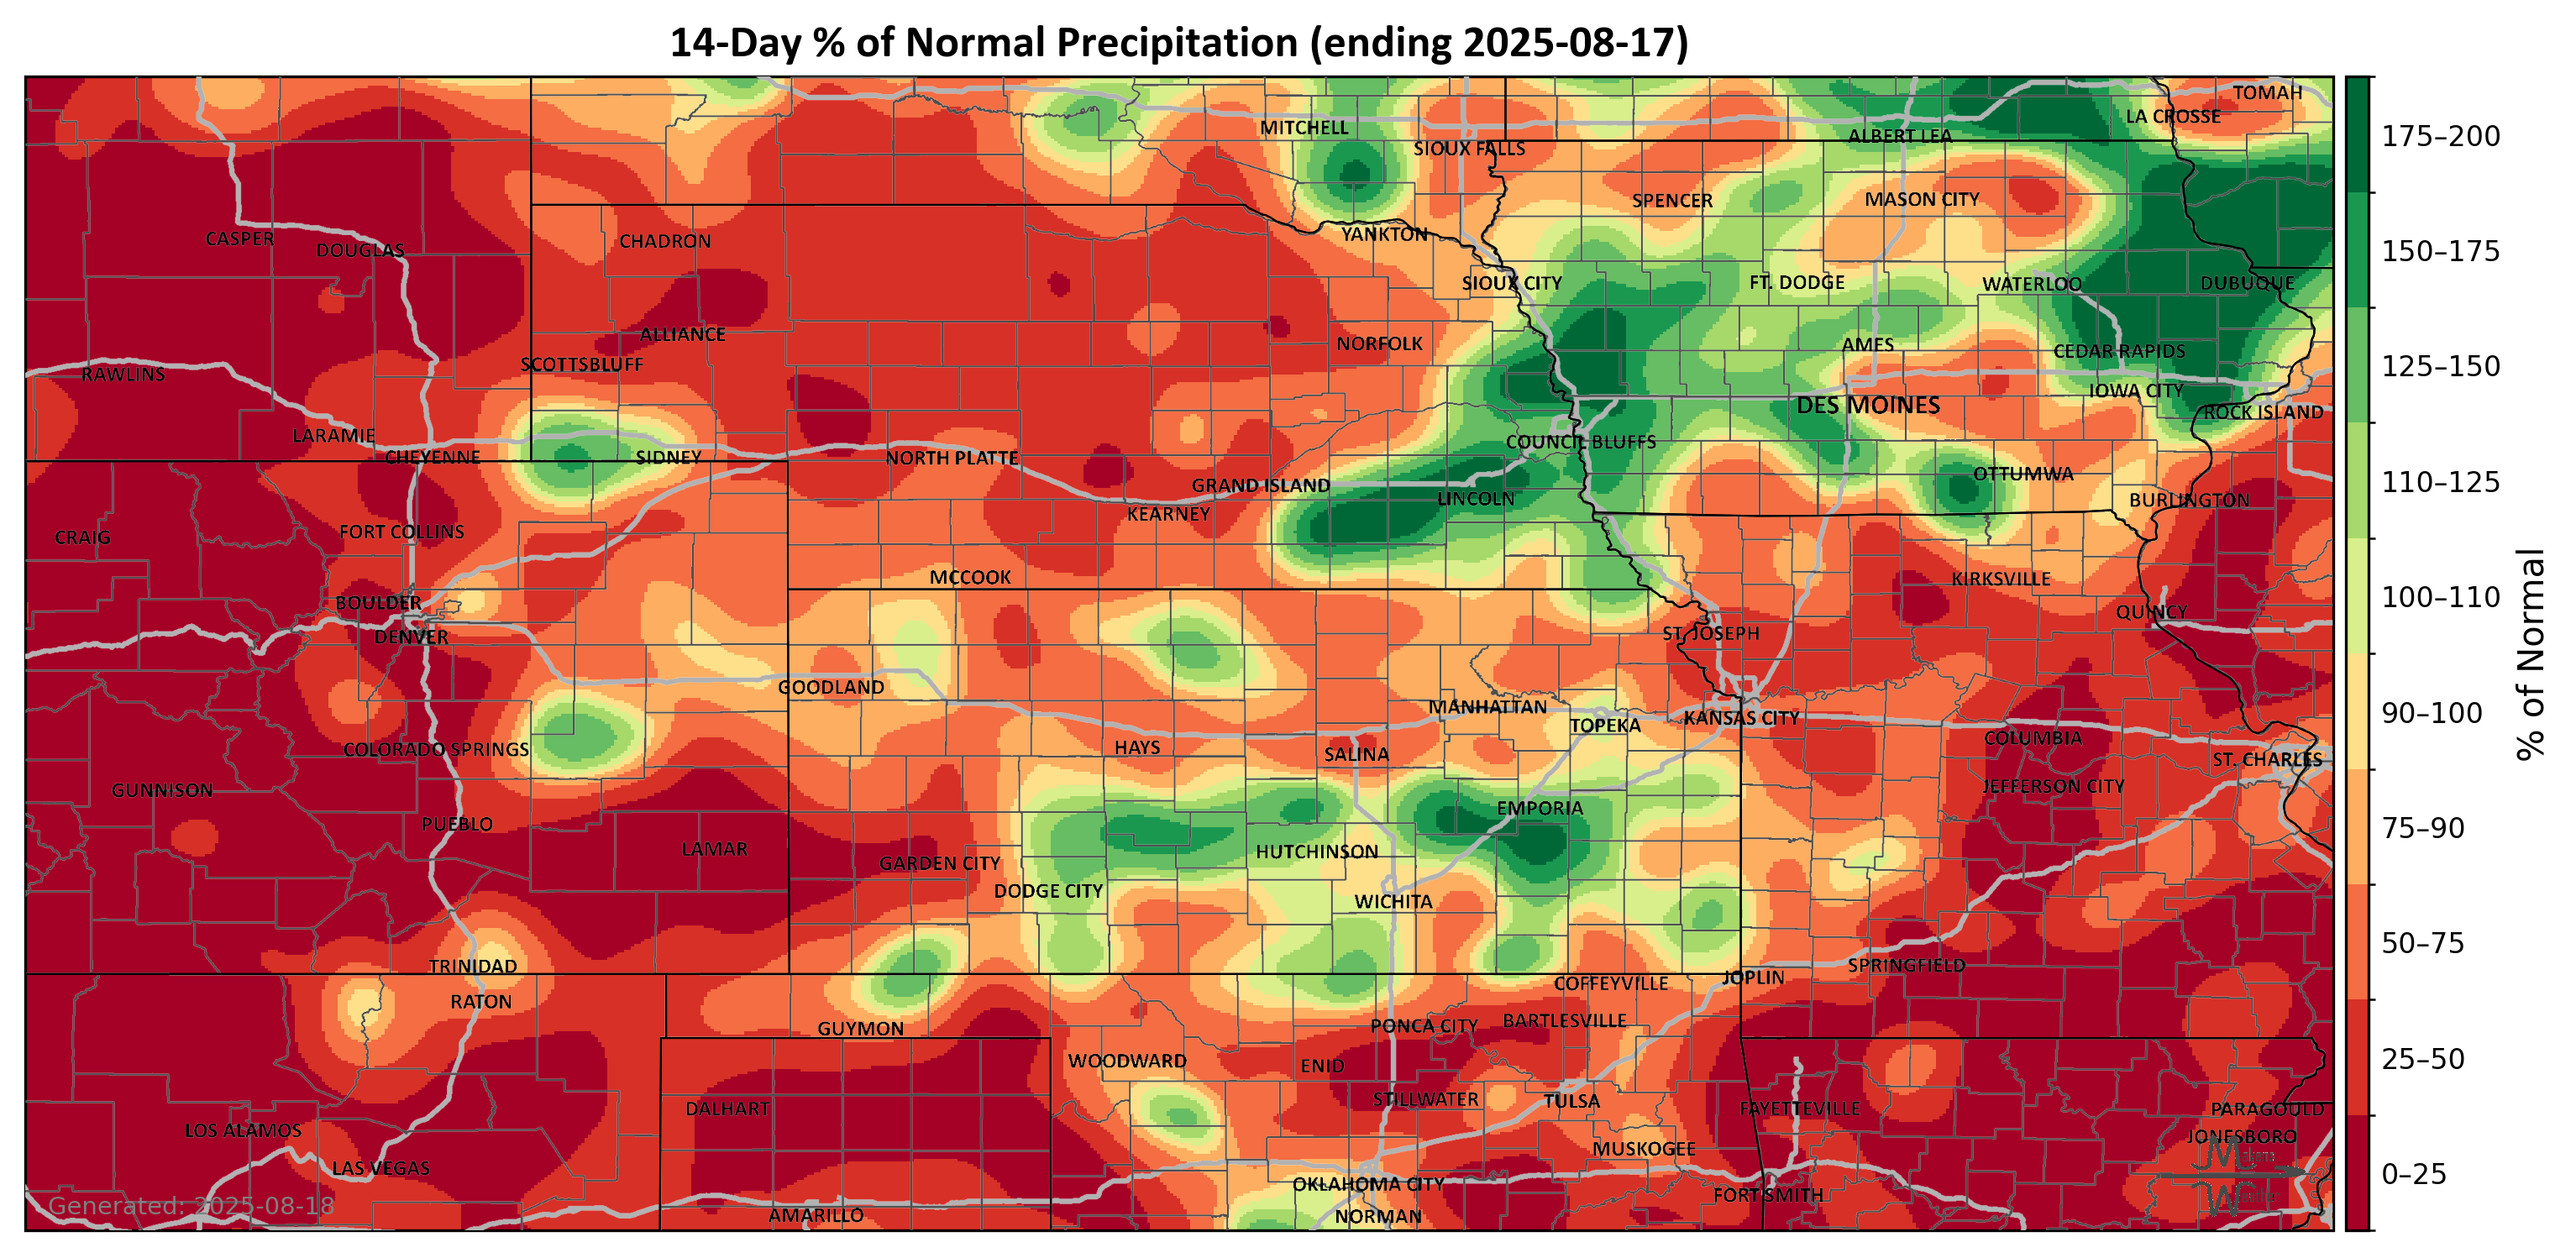 14-Day % of Normal Precipitation (ending 2025-08-17)
TOMAH
LA CROSSE
MITCHELL
ALBERT LEA
SIOUX FALLS
SPENCER
MASON CITY
CASPER
DOUGLAS
CHADRON
YANKTON
SIOUX CITY
FT. DODGE
WATERLOO
DUBUQUE
ALLIANCE
NORFOLK
AMES
CEDAR RAPIDS
SCOTTSBLUFF
RAWLINS
IOWA CITY
DES MOINES
ROCK ISLAND
LARAMIE
COUNCIL BLUFFS
CHEYENNE
SIDNEY
NORTH PLATTE
OTTUMWA
GRAND ISLAND
LINCOLN
BURLINGTON
KEARNEY
FORT COLLINS
CRAIG
MCCOOK
KIRKSVILLE
BOULDER
QUINCY
DENVER
ST. JOSEPH
GOODLAND
MANHATTAN
TOPEKA
KANSAS CITY
COLORADO SPRINGS
HAYS
SALINA
COLUMBIA
ST. CHARLES
GUNNISON
JEFFERSON CITY
EMPORIA
PUEBLO
LAMAR
GARDEN CITY
HUTCHINSON
DODGE CITY
WICHITA
TRINIDAD
SPRINGFIELD
COFFEYVILLE
JOPLIN
RATON
GUYMON
PONCA CITY
BARTLESVILLE
WOODWARD
ENID
DALHART
STILLWATER
TULSA
FAYETTEVILLE
PARAGOULD
LOS ALAMOS
JONESBORO
MUSKOGEE
LAS VEGAS
OKLAHOMA CITY
FORT SMITH
AMARILLO
NORMAN
Generated: 2025-08-18
175–200
150–175
125–150
110–125
100–110
90–100
75–90
50–75
25–50
0–25
% of Normal